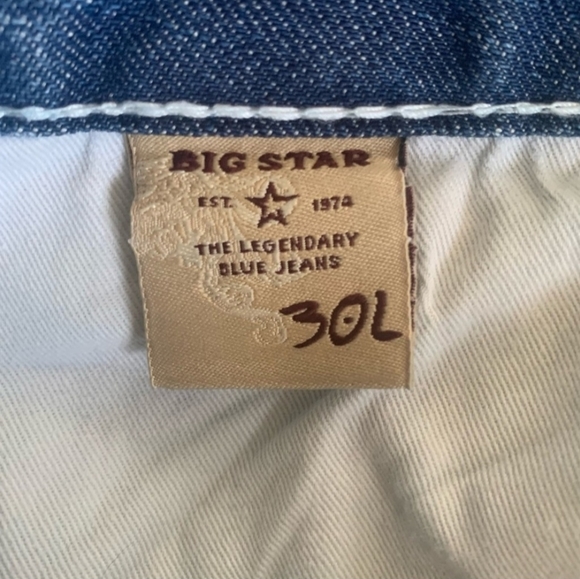 BIG STAR
EST. 1974
THE LEGENDARY
BLUE JEANS
30L